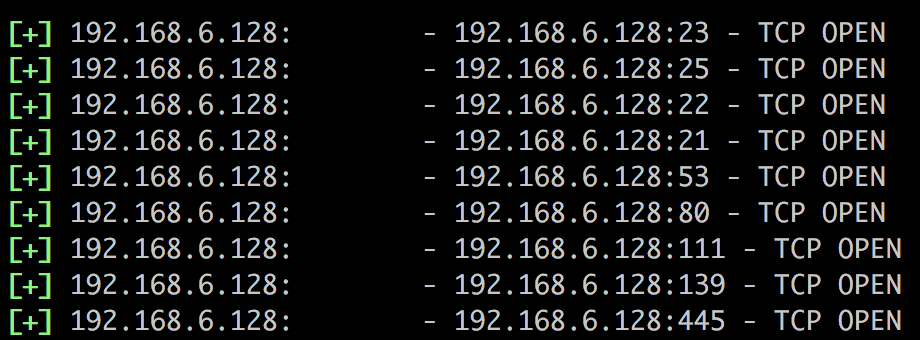 [+] 192.168.6.128:        - 192.168.6.128:23 - TCP OPEN
[+] 192.168.6.128:        - 192.168.6.128:25 - TCP OPEN
[+] 192.168.6.128:        - 192.168.6.128:22 - TCP OPEN
[+] 192.168.6.128:        - 192.168.6.128:21 - TCP OPEN
[+] 192.168.6.128:        - 192.168.6.128:53 - TCP OPEN
[+] 192.168.6.128:        - 192.168.6.128:80 - TCP OPEN
[+] 192.168.6.128:        - 192.168.6.128:111 - TCP OPEN
[+] 192.168.6.128:        - 192.168.6.128:139 - TCP OPEN
[+] 192.168.6.128:        - 192.168.6.128:445 - TCP OPEN